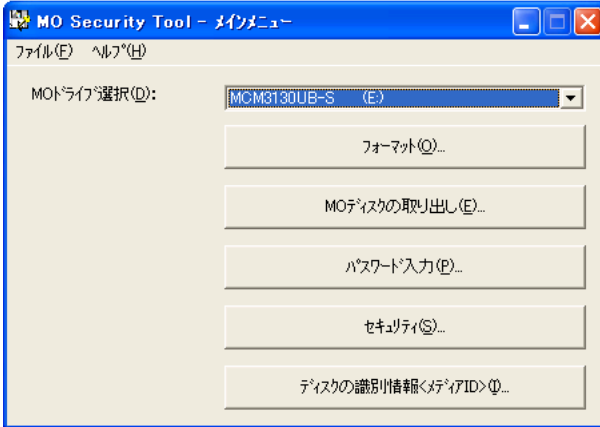 MO Security Tool - メインメニュー
ファイル(F) ヘルプ(H)
MOドライブ選択(D): MCM3130UB-S (E:)
フォーマット(O)...
MOディスクの取り出し(E)...
パスワード入力(P)...
セキュリティ(S)...
ディスクの識別情報<メディアID>(I)...